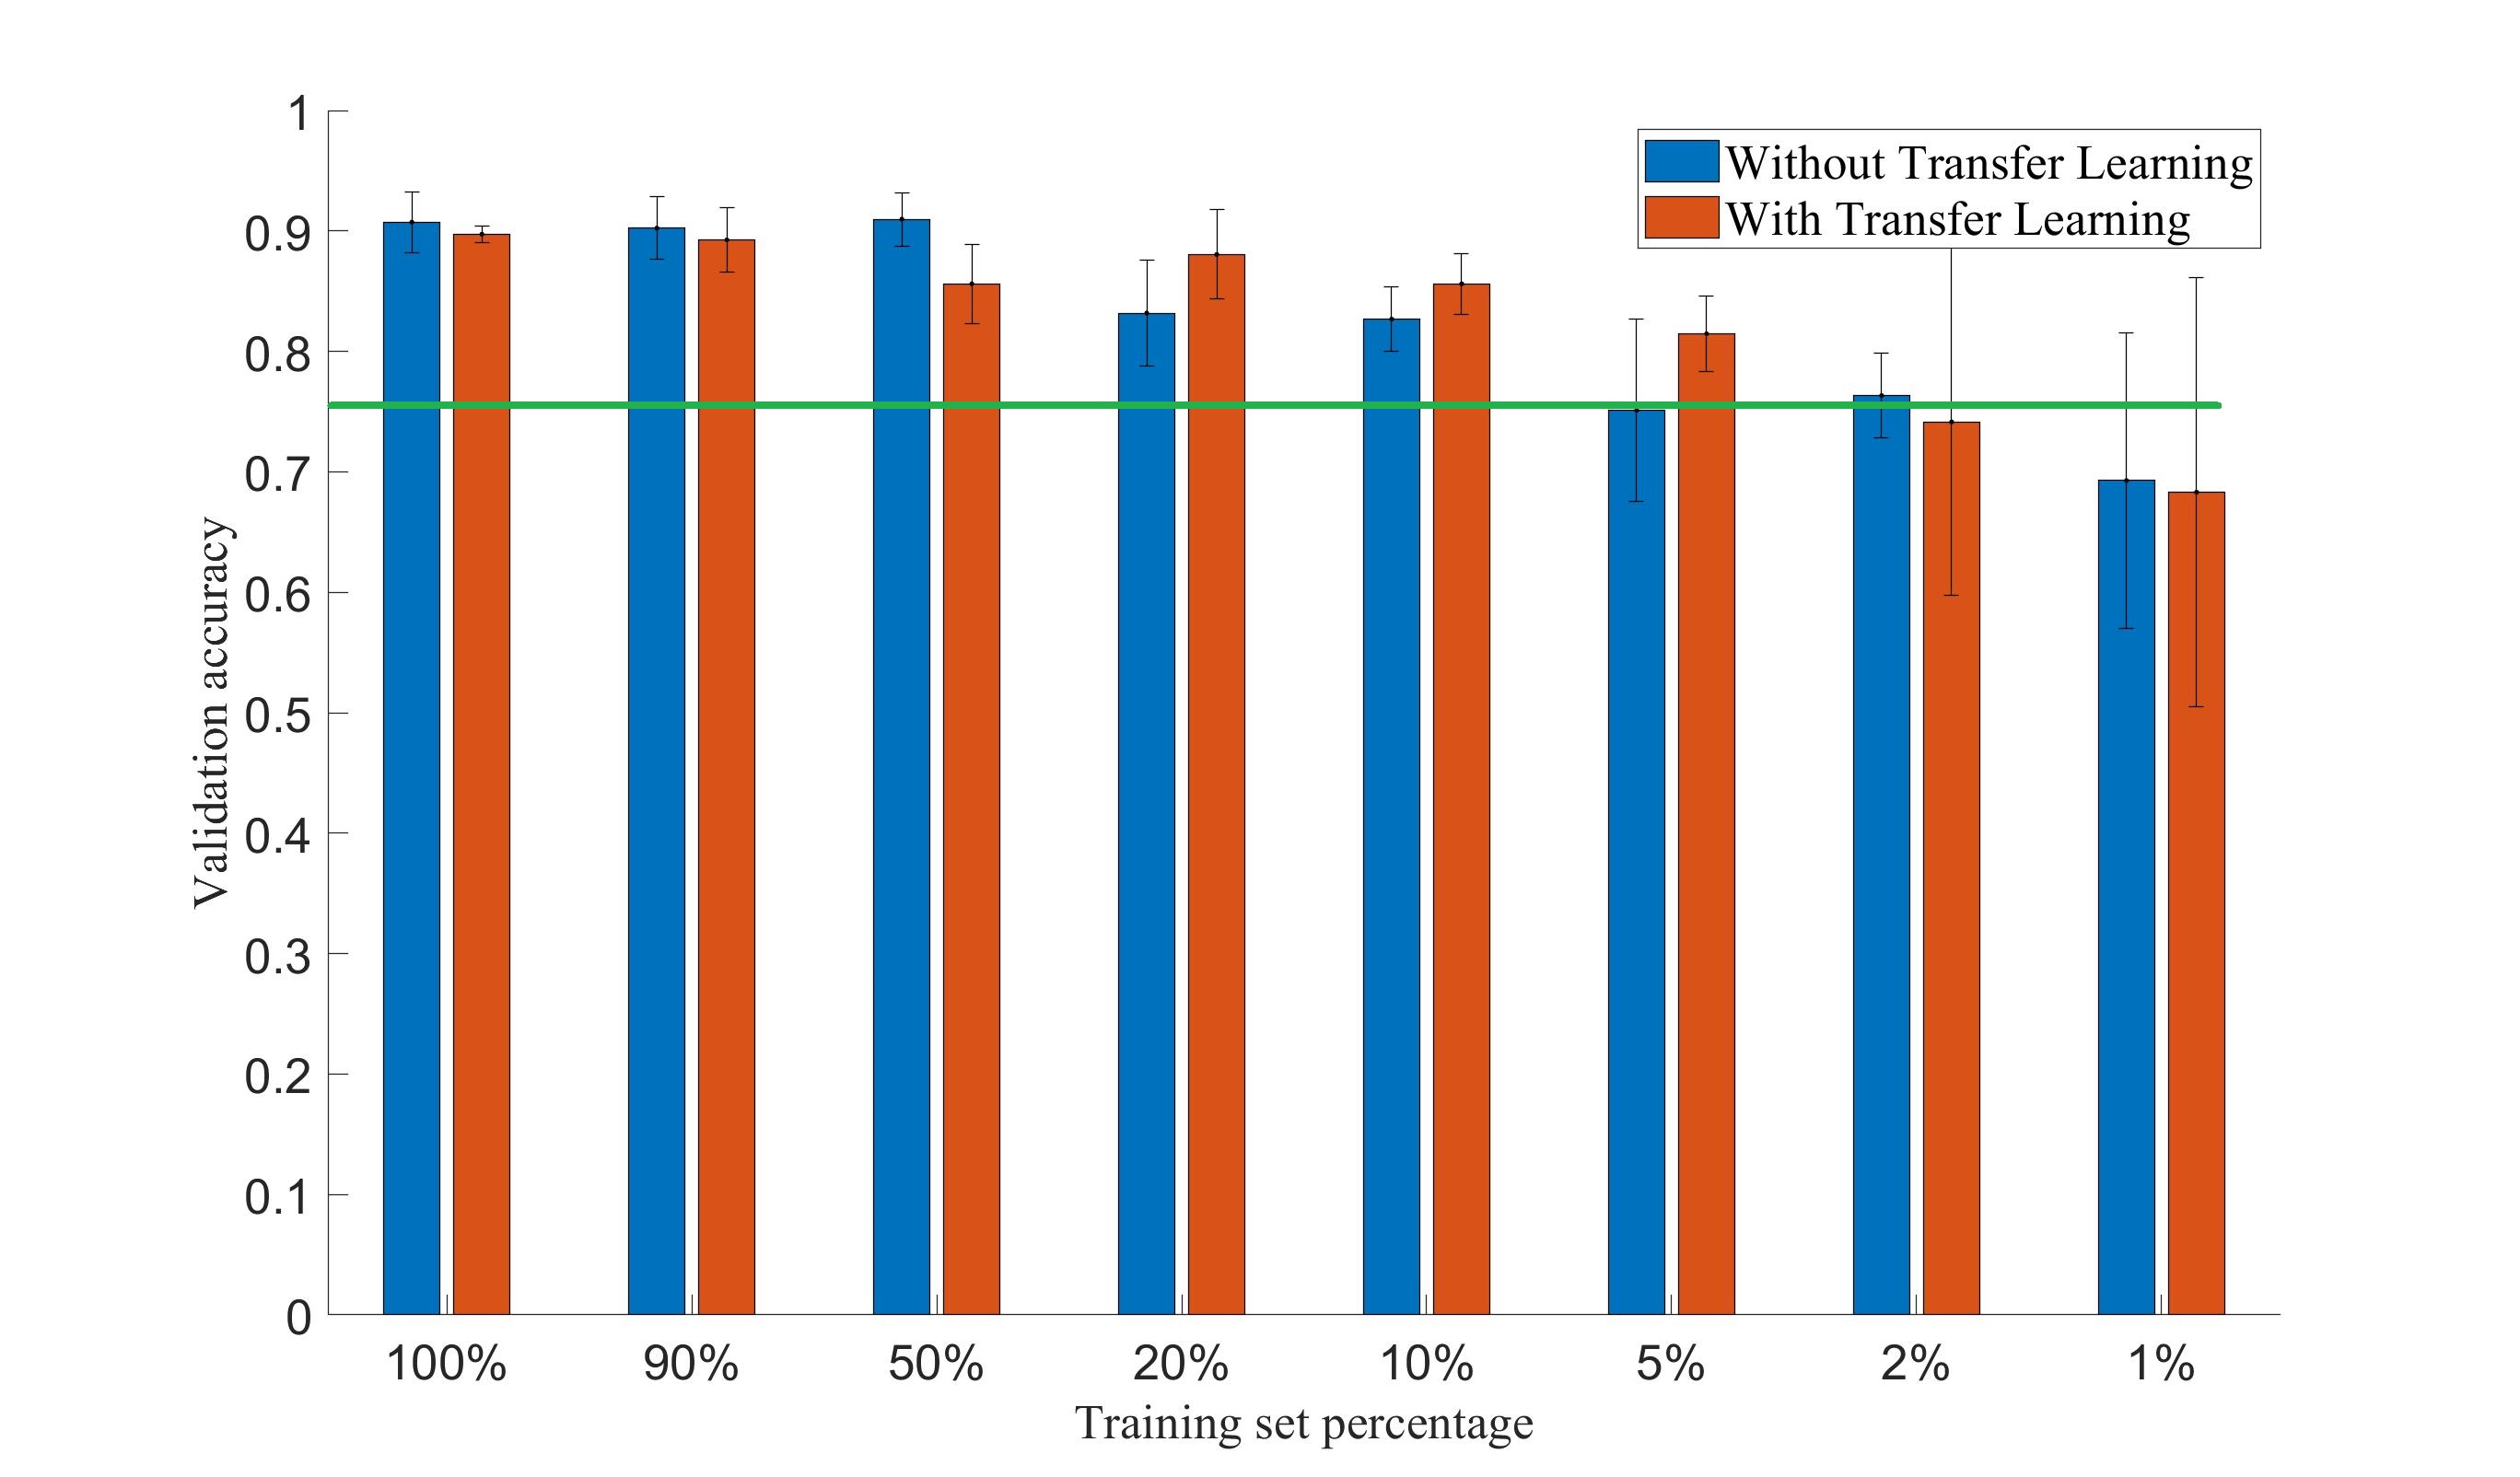 1
0.9
0.8
0.7
0.6
0.5
0.4
0.3
0.2
0.1
0
Validation accuracy
Without Transfer Learning
With Transfer Learning
100% 90% 50% 20% 10% 5% 2% 1%
Training set percentage